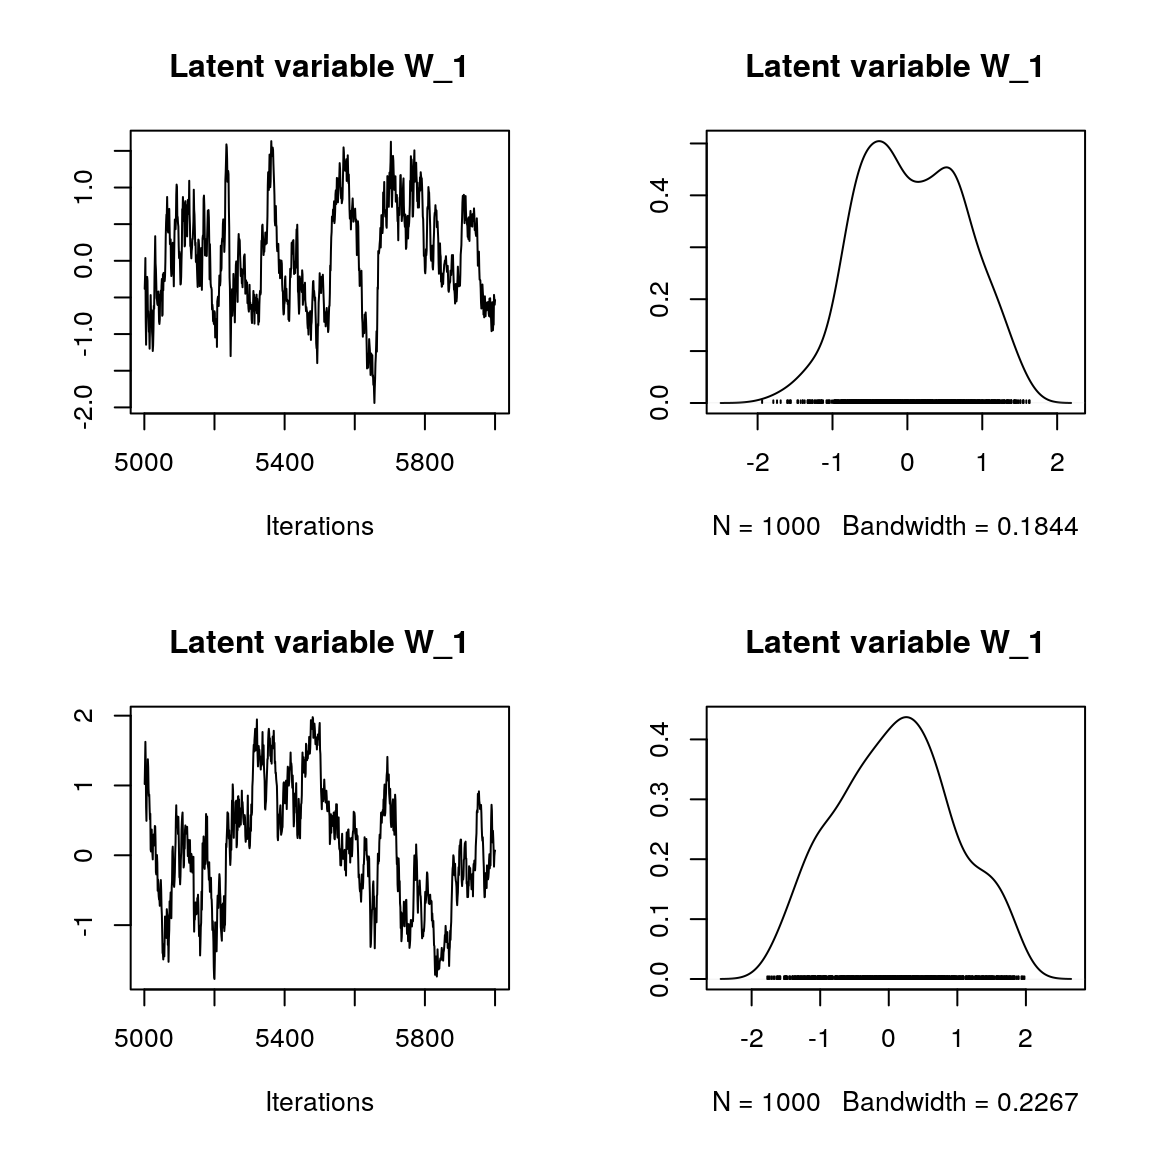 Latent variable W_1
1.0
0.0
-1.0
-2.0
5000 5400 5800
Iterations
Latent variable W_1
0.4
0.2
0.0
-2 -1 0 1 2
N = 1000 Bandwidth = 0.1844
Latent variable W_1
2
1
0
-1
5000 5400 5800
Iterations
Latent variable W_1
0.4
0.3
0.2
0.1
0.0
-2 -1 0 1 2
N = 1000 Bandwidth = 0.2267